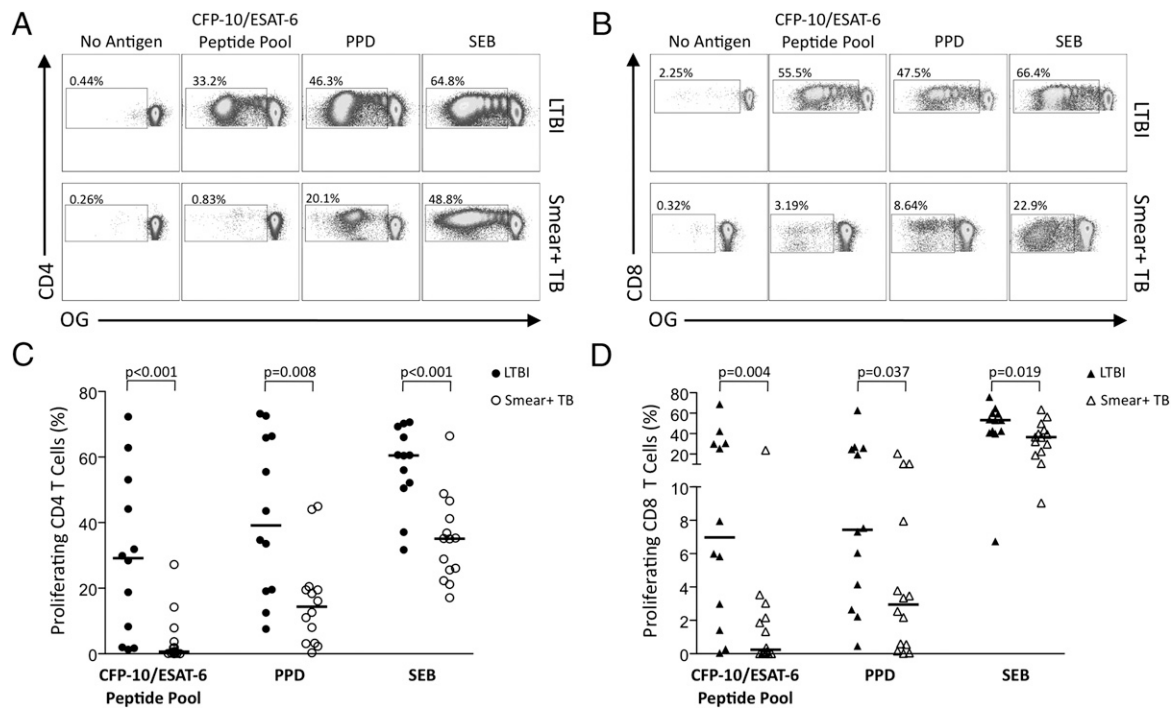 A
CFP-10/ESAT-6
No Antigen Peptide Pool PPD SEB
0.44% 33.2% 46.3% 64.8%
LTBI
0.26% 0.83% 20.1% 48.8%
Smear+ TB
CD4
OG
B
CFP-10/ESAT-6
No Antigen Peptide Pool PPD SEB
2.25% 55.5% 47.5% 66.4%
LTBI
0.32% 3.19% 8.64% 22.9%
Smear+ TB
CD8
OG
C
p<0.001 p=0.008 p<0.001
LTBI
Smear+ TB
Proliferating CD4 T Cells (%)
80
60
40
20
0
CFP-10/ESAT-6 PPD SEB
Peptide Pool
D
p=0.004 p=0.037 p=0.019
LTBI
Smear+ TB
Proliferating CD8 T Cells (%)
80
60
40
20
10
8
6
4
2
0
CFP-10/ESAT-6 PPD SEB
Peptide Pool